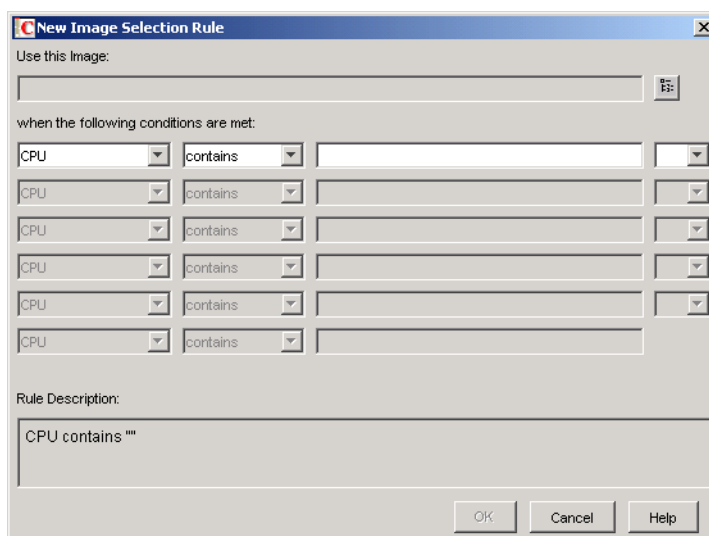 New Image Selection Rule
Use this Image:
when the following conditions are met:
CPU contains
CPU contains
CPU contains
CPU contains
CPU contains
CPU contains
Rule Description:
CPU contains ""
OK Cancel Help